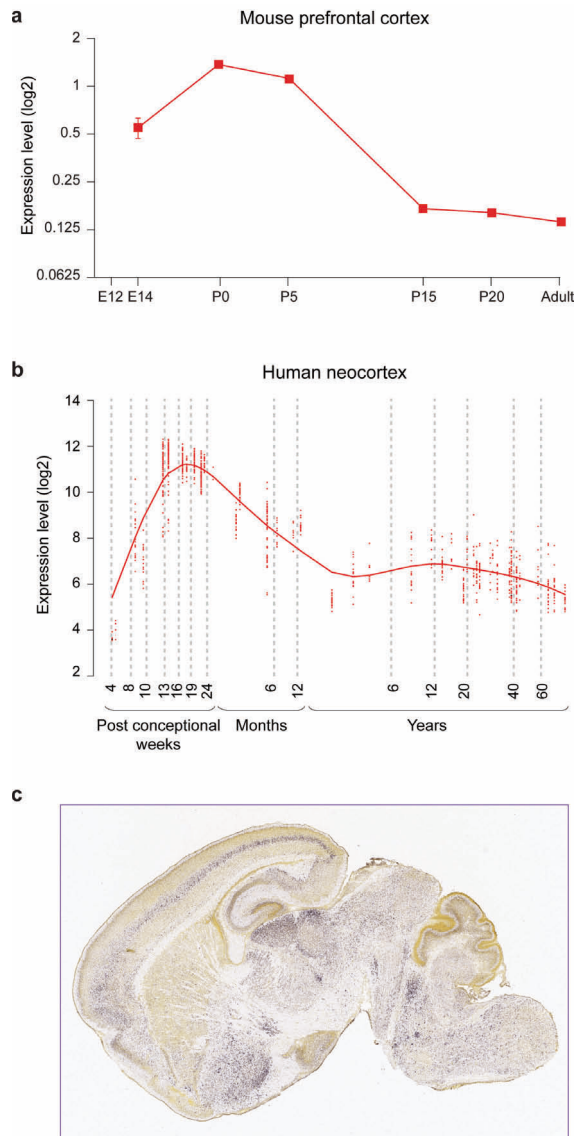 a
Mouse prefrontal cortex
Expression level (log2)
2
1
0.5
0.25
0.125
0.0625
E12 E14 P0 P5 P15 P20 Adult
b
Human neocortex
Expression level (log2)
14
12
10
8
6
4
2
4 8 10 13 16 19 24 6 12 6 12 20 40 60
Post conceptional
weeks
Months
Years
c